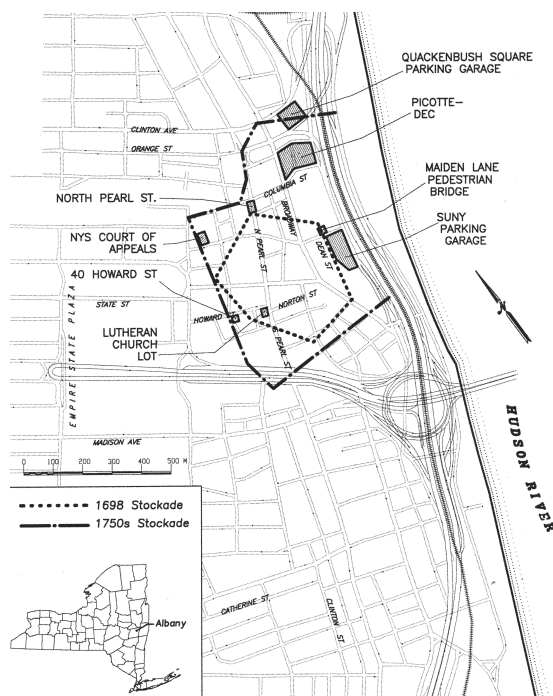 QUACKENBUSH SQUARE
PARKING GARAGE
PICOTTE-
DEC
CLINTON AVE
ORANGE ST
MAIDEN LANE
PEDESTRIAN
BRIDGE
COLUMBIA ST
NORTH PEARL ST.
BROADWAY
SUNY
PARKING
GARAGE
NYS COURT OF
APPEALS
N PEARL ST
DEAN ST
40 HOWARD ST
STATE ST
NORTON ST
HOWARD
LUTHERAN
CHURCH
LOT
S. PEARL ST
EMPIRE STATE PLAZA
N
HUDSON RIVER
MADISON AVE
0 100 200 300 400 500 M
1698 Stockade
1750s Stockade
Albany
CATHERINE ST.
CLINTON
ST.